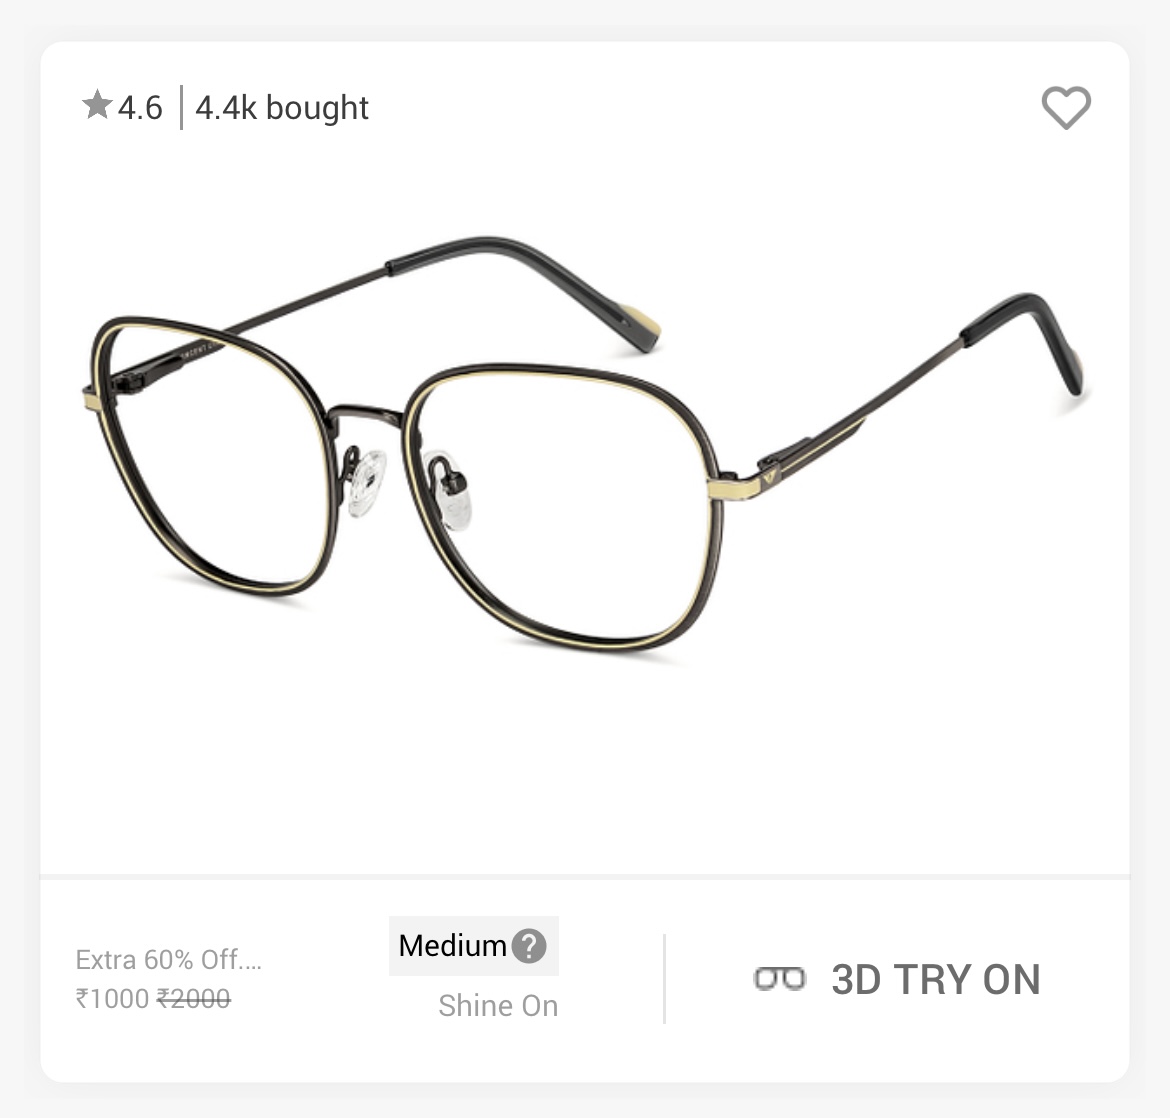 4.6
4.4k bought
Extra 60% Off....
₹1000 ₹2000
Medium ?
Shine On
3D TRY ON